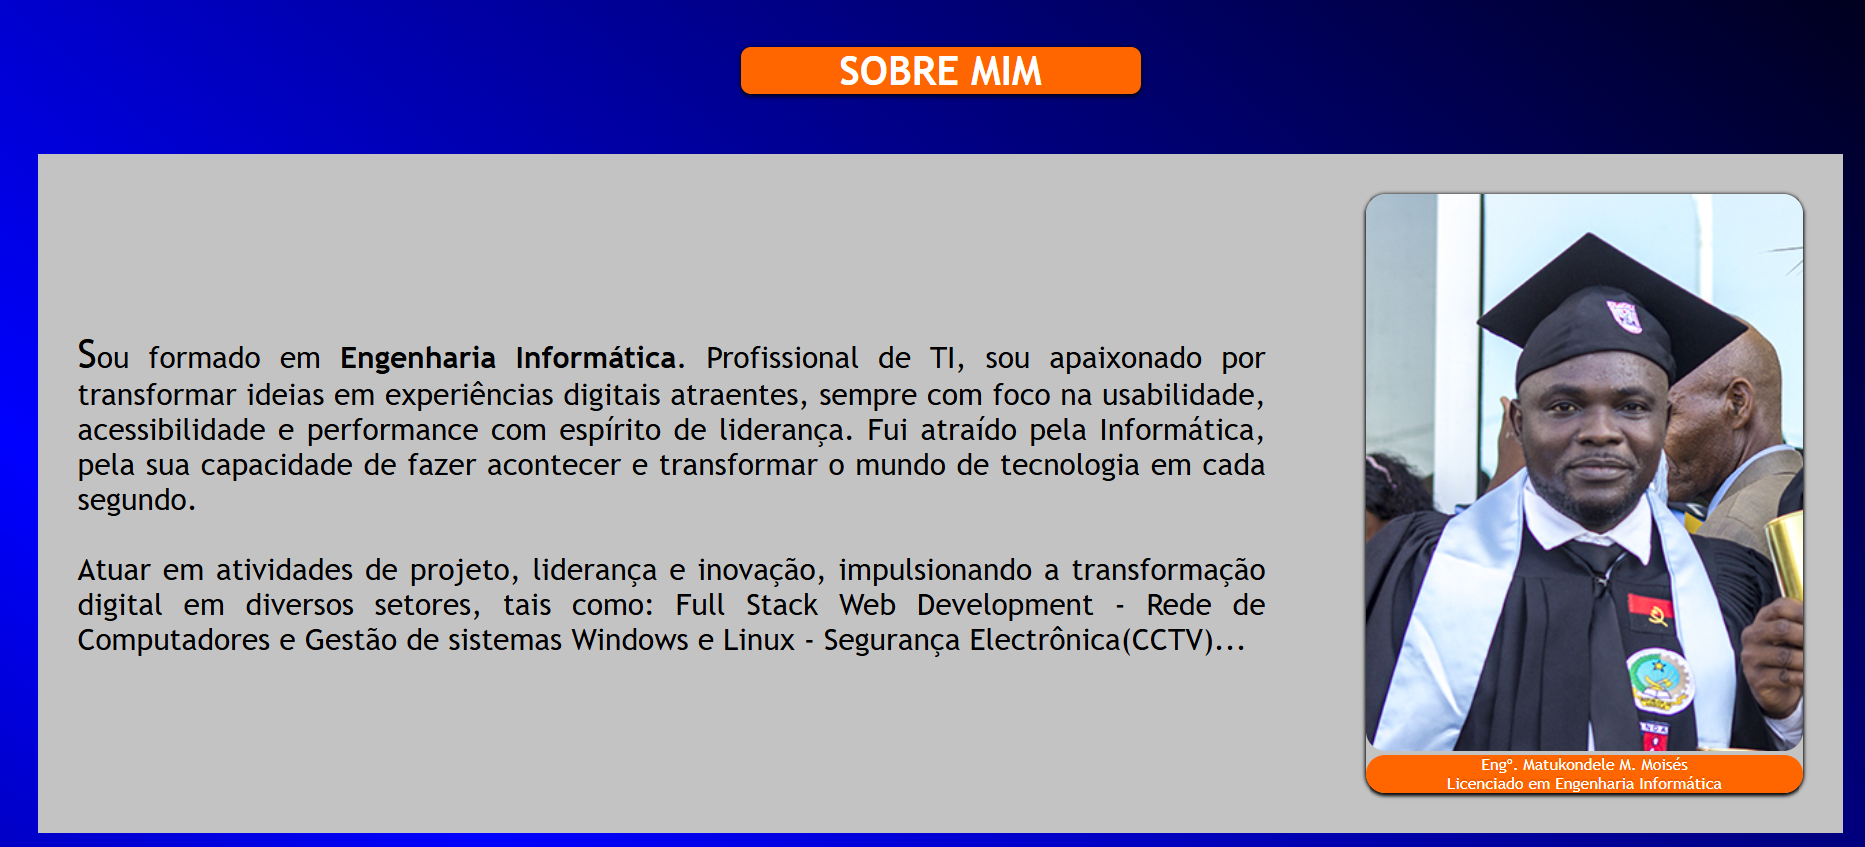 SOBRE MIM
Sou formado em Engenharia Informática. Profissional de TI, sou apaixonado por
transformar ideias em experiências digitais atraentes, sempre com foco na usabilidade,
acessibilidade e performance com espírito de liderança. Fui atraído pela Informática,
pela sua capacidade de fazer acontecer e transformar o mundo de tecnologia em cada
segundo.
Atuar em atividades de projeto, liderança e inovação, impulsionando a transformação
digital em diversos setores, tais como: Full Stack Web Development - Rede de
Computadores e Gestão de sistemas Windows e Linux - Segurança Electrônica(CCTV)...
Engº. Matukondele M. Moisés
Licenciado em Engenharia Informática